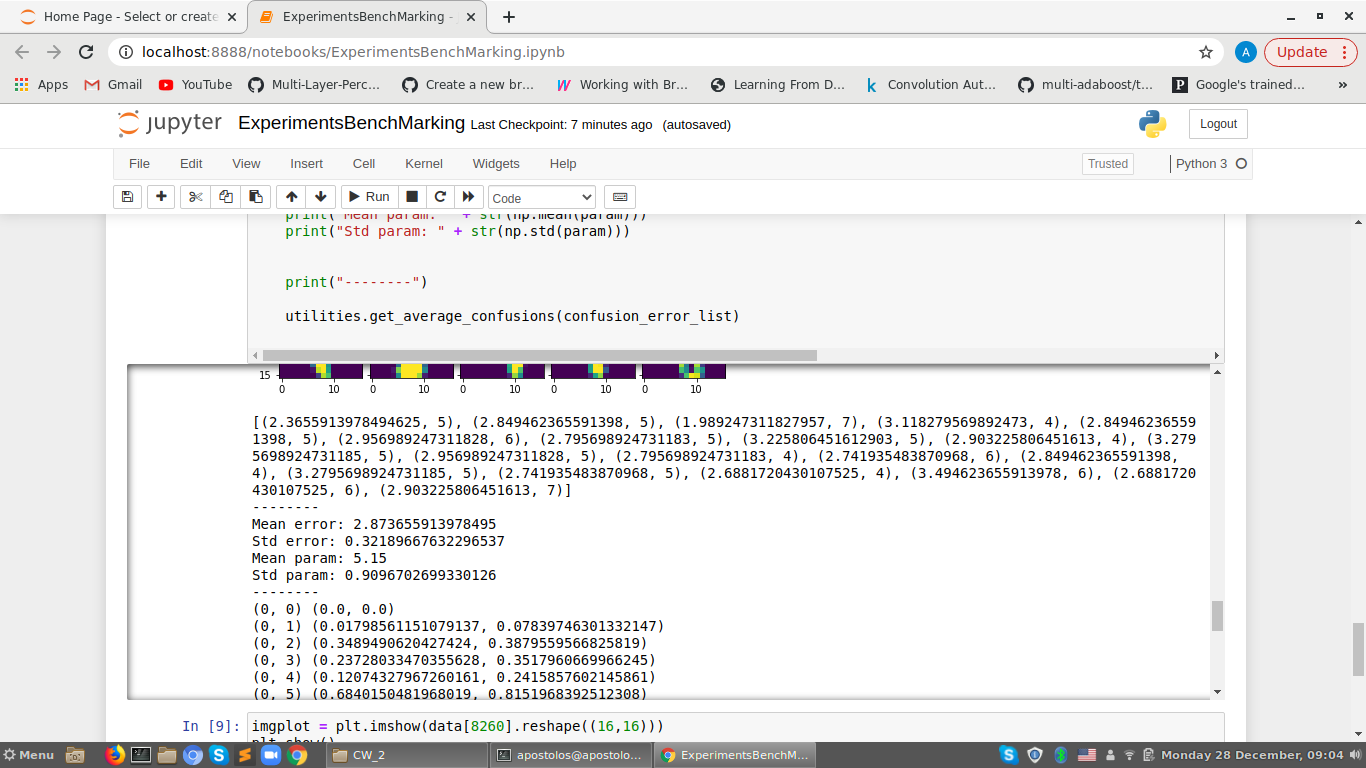 Home Page - Select or create
ExperimentsBenchMarking -
localhost:8888/notebooks/ExperimentsBenchMarking.ipynb
A
Update
Apps
Gmail
YouTube
Multi-Layer-Perc...
Create a new br...
Working with Br...
Learning From D...
Convolution Aut...
multi-adaboost/t...
Google's trained...
»
jupyter
ExperimentsBenchMarking Last Checkpoint: 7 minutes ago (autosaved)
Logout
File
Edit
View
Insert
Cell
Kernel
Widgets
Help
Trusted
Python 3
Run
Code
print("Mean param: " + str(np.mean(param)))
print("Std param: " + str(np.std(param)))
print("--------")
utilities.get_average_confusions(confusion_error_list)
15
0 10 0 10 0 10 0 10 0 10
[(2.3655913978494625, 5), (2.849462365591398, 5), (1.989247311827957, 7), (3.118279569892473, 4), (2.84946236559
1398, 5), (2.956989247311828, 6), (2.795698924731183, 5), (3.225806451612903, 5), (2.903225806451613, 4), (3.279
5698924731185, 5), (2.956989247311828, 5), (2.795698924731183, 4), (2.741935483870968, 6), (2.849462365591398,
4), (3.2795698924731185, 5), (2.741935483870968, 5), (2.6881720430107525, 4), (3.494623655913978, 6), (2.6881720
430107525, 6), (2.903225806451613, 7)]
--------
Mean error: 2.873655913978495
Std error: 0.32189667632296537
Mean param: 5.15
Std param: 0.9096702699330126
--------
(0, 0) (0.0, 0.0)
(0, 1) (0.01798561151079137, 0.07839746301332147)
(0, 2) (0.3489490620427424, 0.3879559566825819)
(0, 3) (0.23728033470355628, 0.3517960669966245)
(0, 4) (0.12074327967260161, 0.2415857602145861)
(0, 5) (0.6840150481968019, 0.8151968392512308)
In [9]: imgplot = plt.imshow(data[8260].reshape((16,16)))
plt.show()
Menu
CW_2
apostolos@apostolo...
ExperimentsBenchM...
Monday 28 December, 09:04